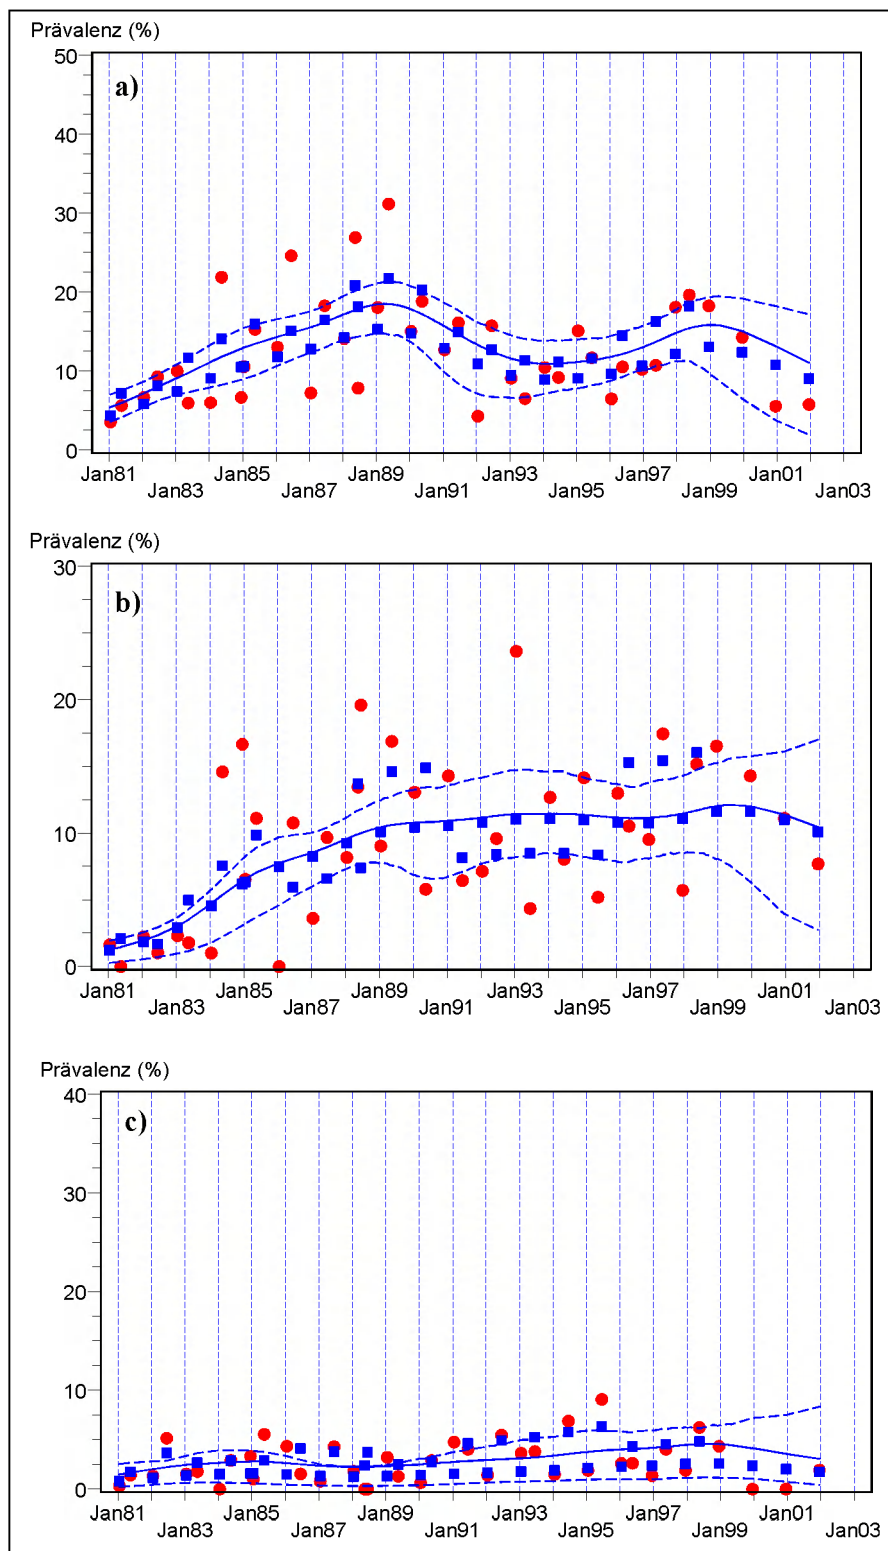 Prävalenz (%)
50
a)
40
30
20
10
0
Jan81 Jan85 Jan89 Jan93 Jan97 Jan01
Jan83 Jan87 Jan91 Jan95 Jan99 Jan03
Prävalenz (%)
30
b)
20
10
0
Jan81 Jan85 Jan89 Jan93 Jan97 Jan01
Jan83 Jan87 Jan91 Jan95 Jan99 Jan03
Prävalenz (%)
40
c)
30
20
10
0
Jan81 Jan85 Jan89 Jan93 Jan97 Jan01
Jan83 Jan87 Jan91 Jan95 Jan99 Jan03